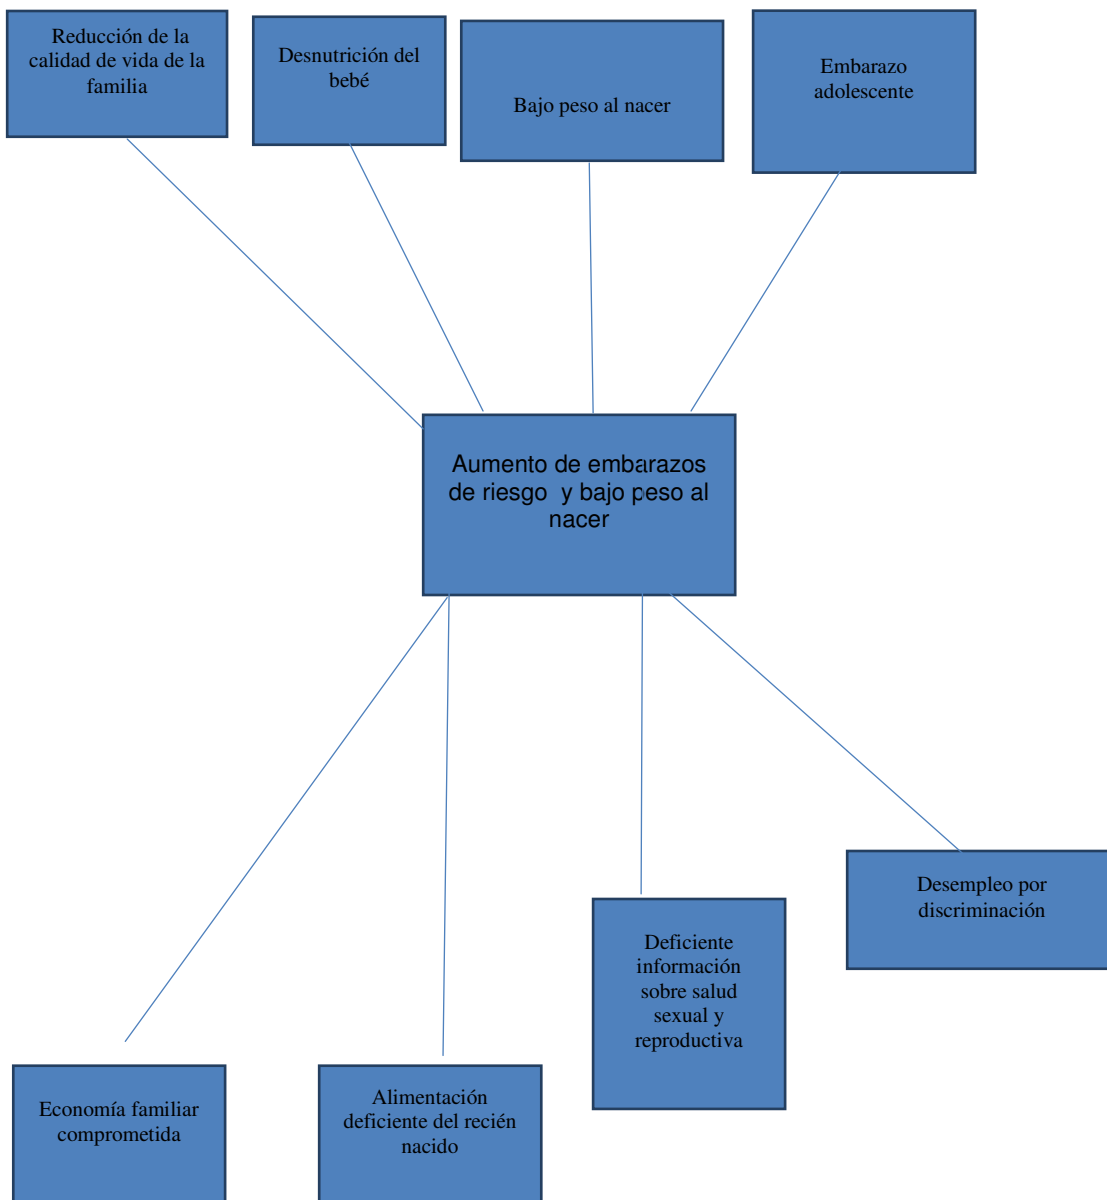 Reducción de la
calidad de vida de la
familia
Desnutrición del
bebé
Bajo peso al nacer
Embarazo
adolescente
Aumento de embarazos
de riesgo  y bajo peso al
nacer
Desempleo por
discriminación
Deficiente
información
sobre salud
sexual y
reproductiva
Economía familiar
comprometida
Alimentación
deficiente del recién
nacido